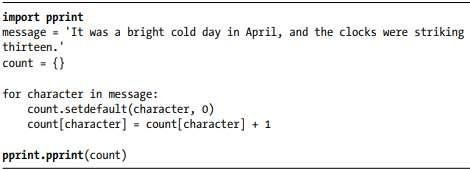 import pprint
message = 'It was a bright cold day in April, and the clocks were striking
thirteen.'
count = {}

for character in message:
    count.setdefault(character, 0)
    count[character] = count[character] + 1

pprint.pprint(count)